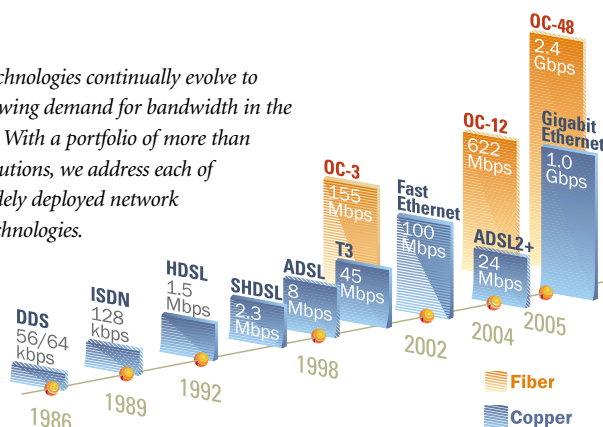 chnologies continually evolve to
wing demand for bandwidth in the
With a portfolio of more than
utions, we address each of
dely deployed network
chnologies.
DDS
56/64
kbps
1986
ISDN
128
kbps
1989
HDSL
1.5
Mbps
1992
SHDSL
2.3
Mbps
ADSL
8
Mbps
1998
OC-3
155
Mbps
T3
45
Mbps
Fast
Ethernet
100
Mbps
2002
OC-12
622
Mbps
ADSL2+
24
Mbps
2004
OC-48
2.4
Gbps
Gigabit
Ethernet
1.0
Gbps
2005
Fiber
Copper